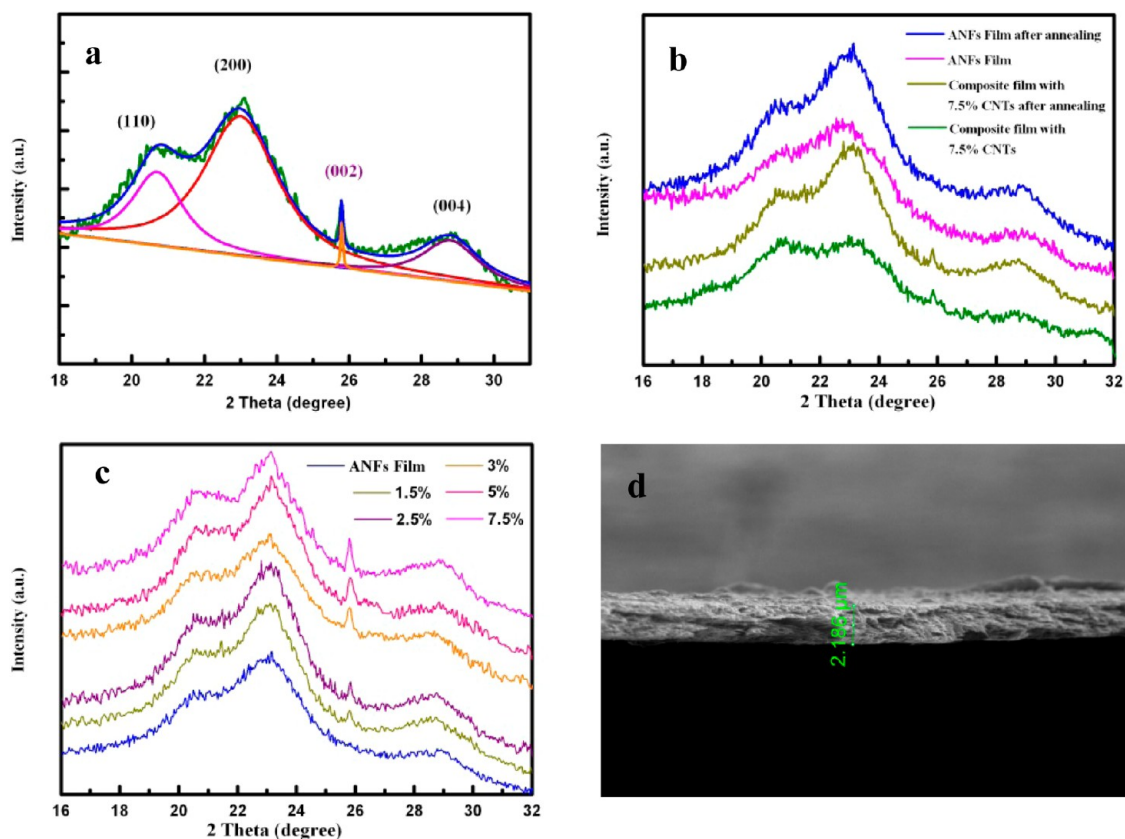 a
(200)
(110)
(002)
(004)
Intensity (a.u.)
18 20 22 24 26 28 30
2 Theta (degree)
b
ANFs Film after annealing
ANFs Film
Composite film with
7.5% CNTs after annealing
Composite film with
7.5% CNTs
Intensity (a.u.)
16 18 20 22 24 26 28 30 32
2 Theta (degree)
c
ANFs Film
3%
1.5%
5%
2.5%
7.5%
Intensity (a.u.)
16 18 20 22 24 26 28 30 32
2 Theta (degree)
d
2.186 μm